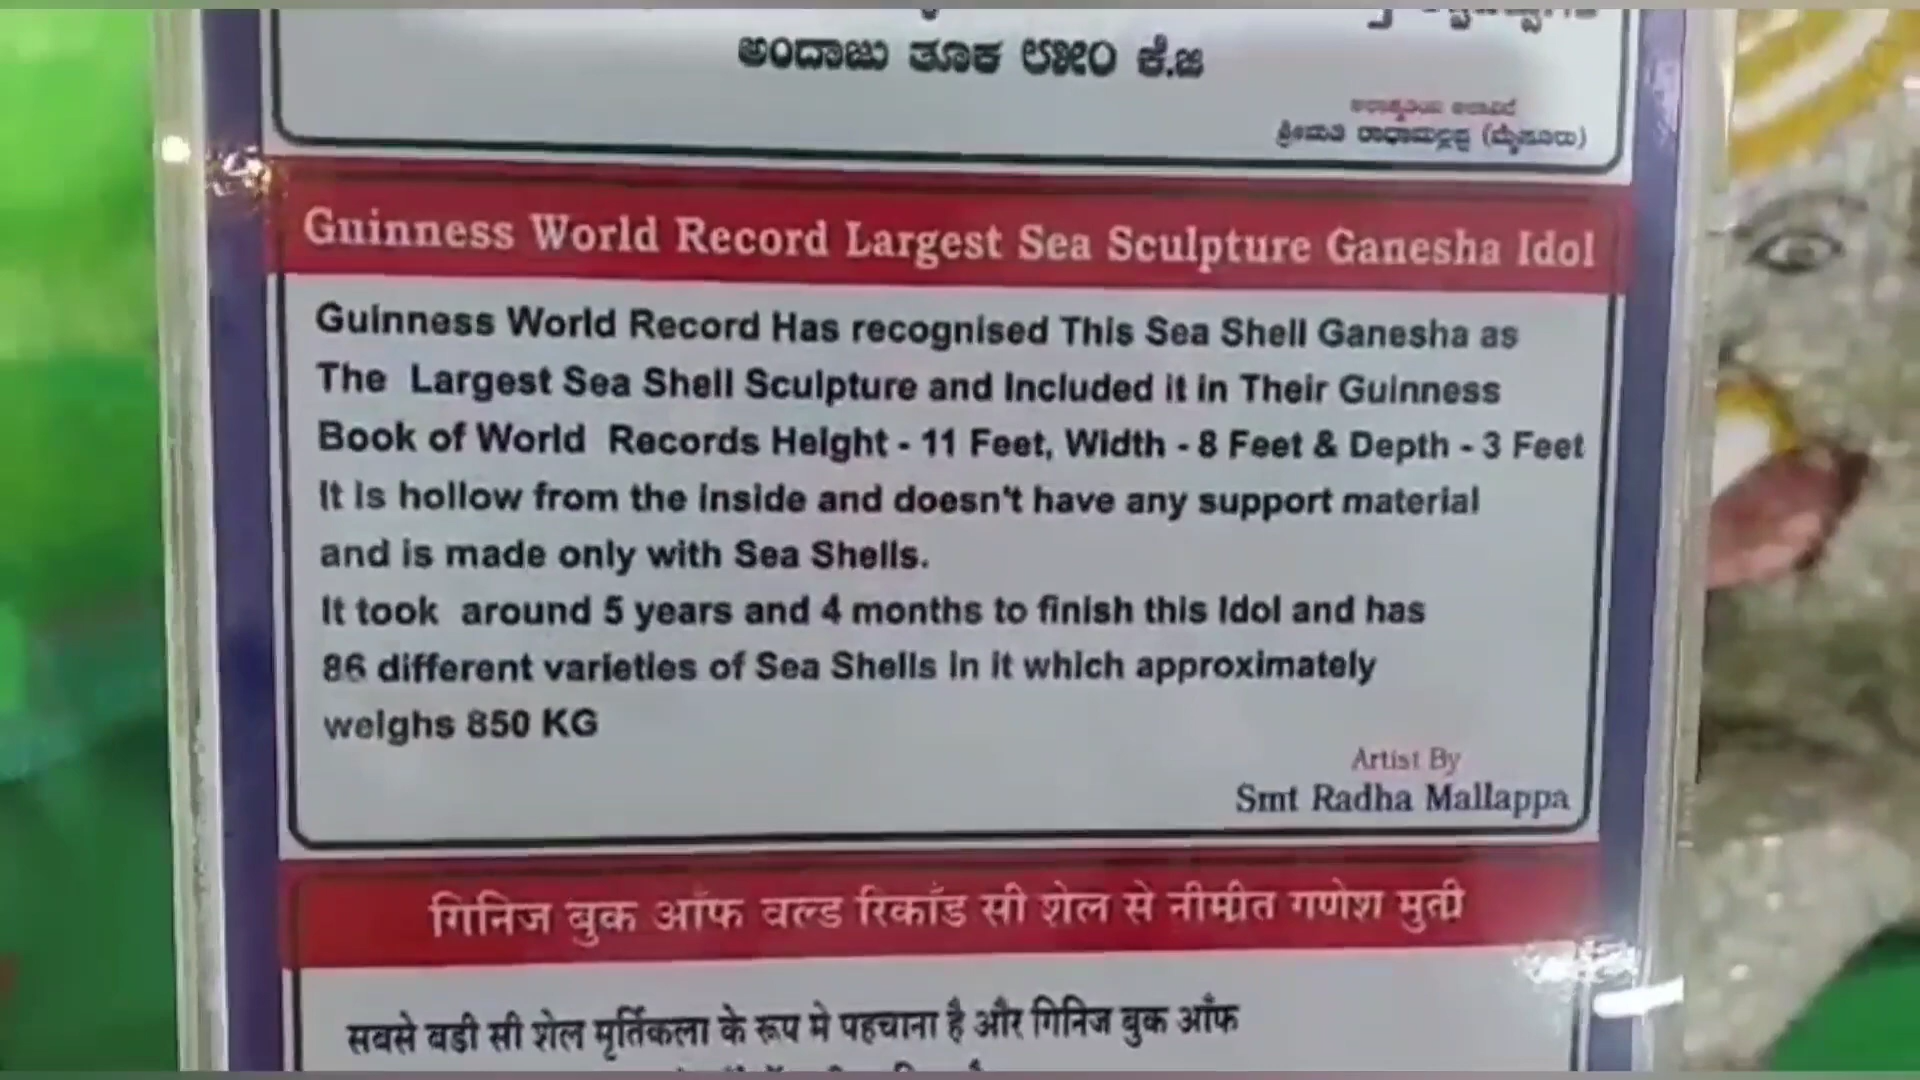 ಅಂದಾಜು ತೂಕ ೮೫೦ ಕೆ.ಜಿ
ಶ್ರೀಮತಿ ರಾಧಾಮಲ್ಲಪ್ಪ (ಮೈಸೂರು)
Guinness World Record Largest Sea Sculpture Ganesha Idol
Guinness World Record Has recognised This Sea Shell Ganesha as
The Largest Sea Shell Sculpture and Included it in Their Guinness
Book of World Records Height - 11 Feet, Width - 8 Feet & Depth - 3 Feet
It is hollow from the inside and doesn't have any support material
and is made only with Sea Shells.
It took around 5 years and 4 months to finish this Idol and has
86 different varieties of Sea Shells in it which approximately
weighs 850 KG
Artist By
Smt Radha Mallappa
गिनिज बुक ऑफ वर्ल्ड रिकॉर्ड सी शेल से नीर्मीत गणेश मुर्ती
सबसे बडी सी शेल मूर्तिकला के रूप मे पहचाना है और गिनिज बुक ऑफ